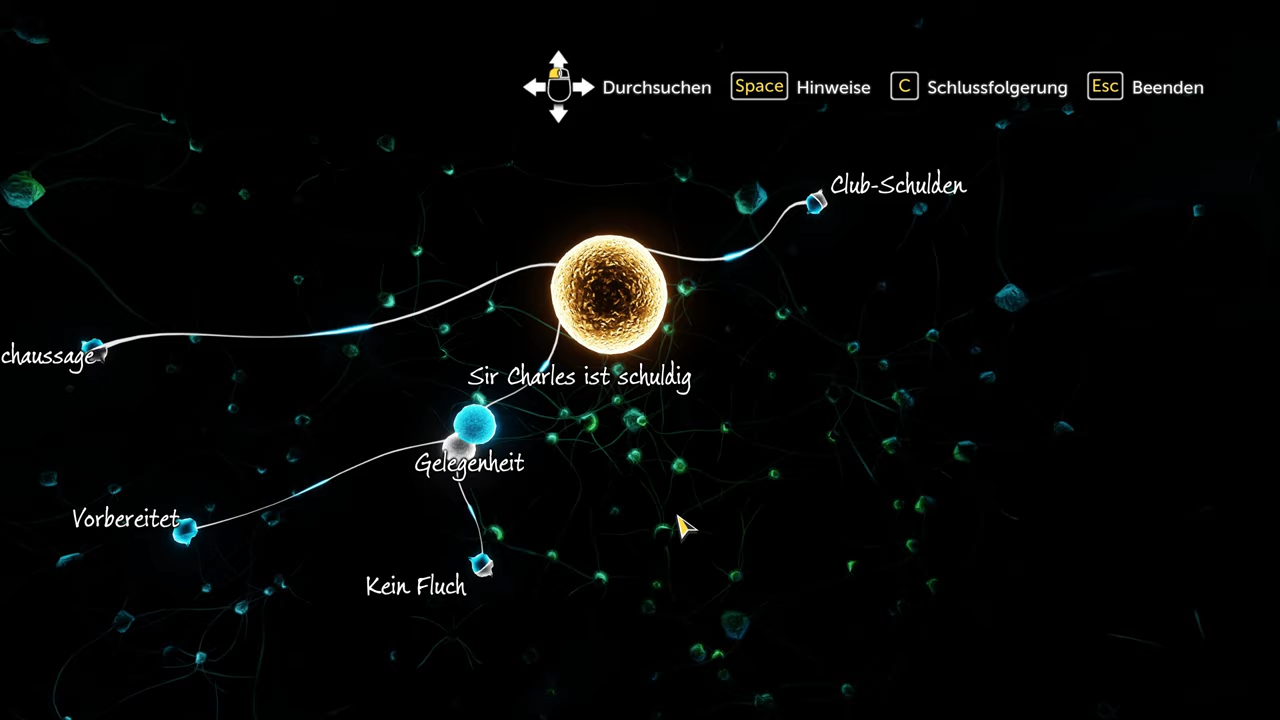 Durchsuchen
Space Hinweise
C Schlussfolgerung
Esc Beenden
Club-Schulden
chaussage
Sir Charles ist schuldig
Gelegenheit
Vorbereitet
Kein Fluch